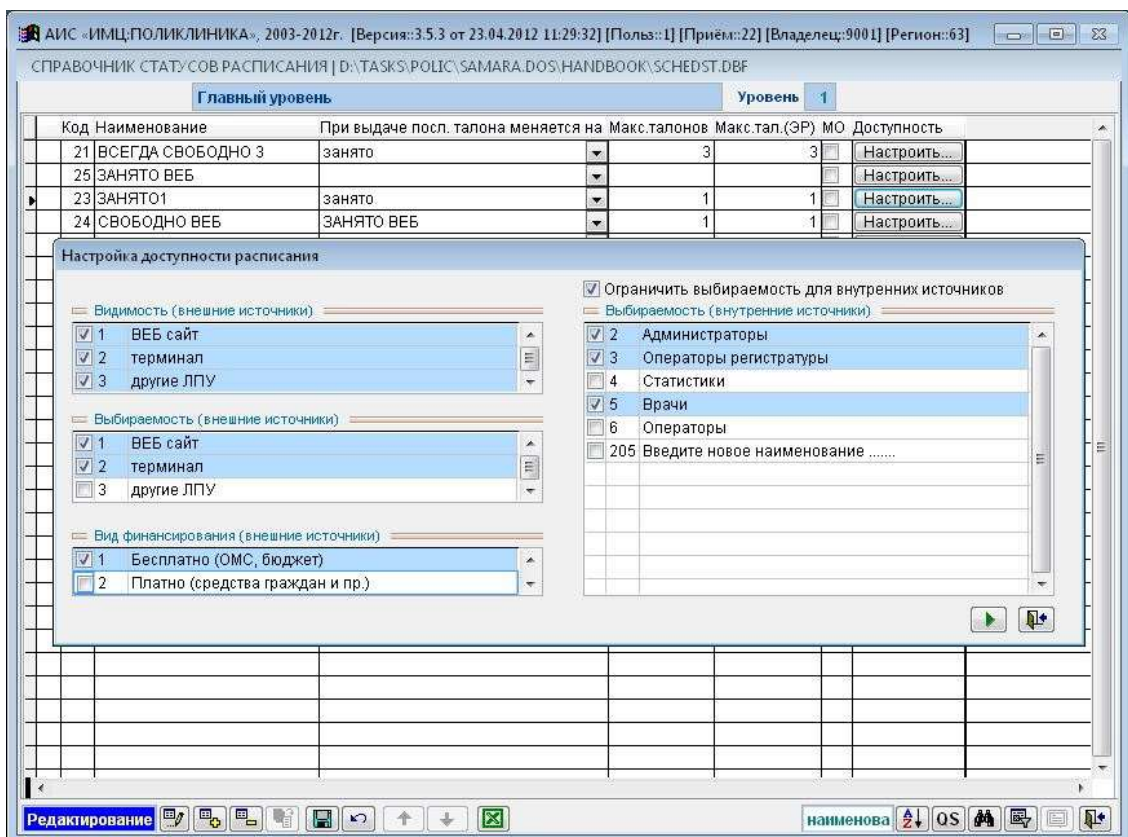 АИС «ИМЦ:ПОЛИКЛИНИКА», 2003-2012г. [Версия::3.5.3 от 23.04.2012 11:29:32] [Польз::1] [Приём::22] [Владелец::9001] [Регион::63]
СПРАВОЧНИК СТАТУСОВ РАСПИСАНИЯ | D:\TASKS\POLIC\SAMARA.DOS\HANDBOOK\SCHEDST.DBF
Главный уровень Уровень 1
Код Наименование При выдаче посл. талона меняется на Макс.талонов Макс.тал.(ЭР) МО Доступность
21 ВСЕГДА СВОБОДНО 3 занято 3 3 Настроить...
25 ЗАНЯТО ВЕБ Настроить...
23 ЗАНЯТО1 занято 1 1 Настроить...
24 СВОБОДНО ВЕБ ЗАНЯТО ВЕБ 1 1 Настроить...
Настройка доступности расписания
Ограничить выбираемость для внутренних источников
Видимость (внешние источники) Выбираемость (внутренние источники)
1 ВЕБ сайт 2 Администраторы
2 терминал 3 Операторы регистратуры
3 другие ЛПУ 4 Статистики
Выбираемость (внешние источники) 5 Врачи
1 ВЕБ сайт 6 Операторы
2 терминал 205 Введите новое наименование .......
3 другие ЛПУ
Вид финансирования (внешние источники)
1 Бесплатно (ОМС, бюджет)
2 Платно (средства граждан и пр.)
Редактирование наименова QS